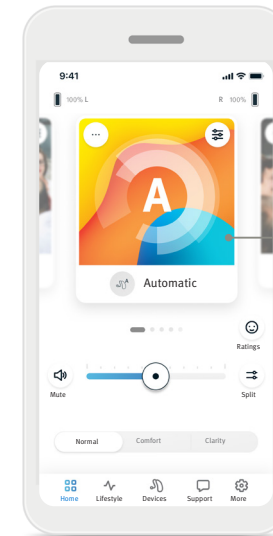 9:41
100% L
R 100%
A
A
Automatic
Ratings
Mute
Split
Normal Comfort Clarity
Home Lifestyle Devices Support More